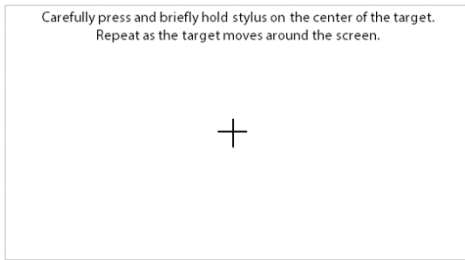 Carefully press and briefly hold stylus on the center of the target.
Repeat as the target moves around the screen.